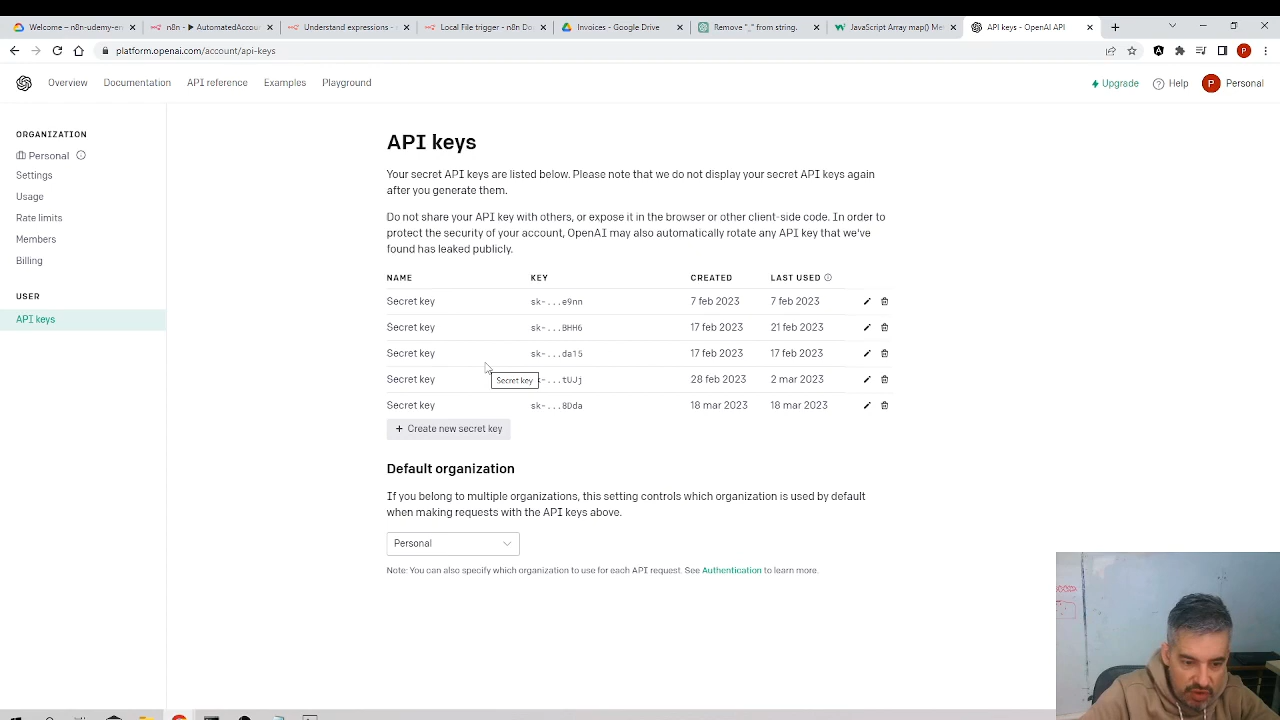 Welcome - n8n-udemy-en
n8n - ▶ AutomatedAccou
Understand expressions -
Local File trigger - n8n Do
Invoices - Google Drive
Remove "_" from string.
JavaScript Array map() Me
API keys - OpenAI API
platform.openai.com/account/api-keys
P
Overview
Documentation
API reference
Examples
Playground
Upgrade
Help
P
Personal
ORGANIZATION
Personal
Settings
Usage
Rate limits
Members
Billing
USER
API keys
API keys
Your secret API keys are listed below. Please note that we do not display your secret API keys again
after you generate them.
Do not share your API key with others, or expose it in the browser or other client-side code. In order to
protect the security of your account, OpenAI may also automatically rotate any API key that we've
found has leaked publicly.
NAME KEY CREATED LAST USED
Secret key sk-...e9nn 7 feb 2023 7 feb 2023
Secret key sk-...BHH6 17 feb 2023 21 feb 2023
Secret key sk-...da15 17 feb 2023 17 feb 2023
Secret key k-...tUJj 28 feb 2023 2 mar 2023
Secret key
Secret key sk-...8Dda 18 mar 2023 18 mar 2023
+ Create new secret key
Default organization
If you belong to multiple organizations, this setting controls which organization is used by default
when making requests with the API keys above.
Personal
Note: You can also specify which organization to use for each API request. See Authentication to learn more.